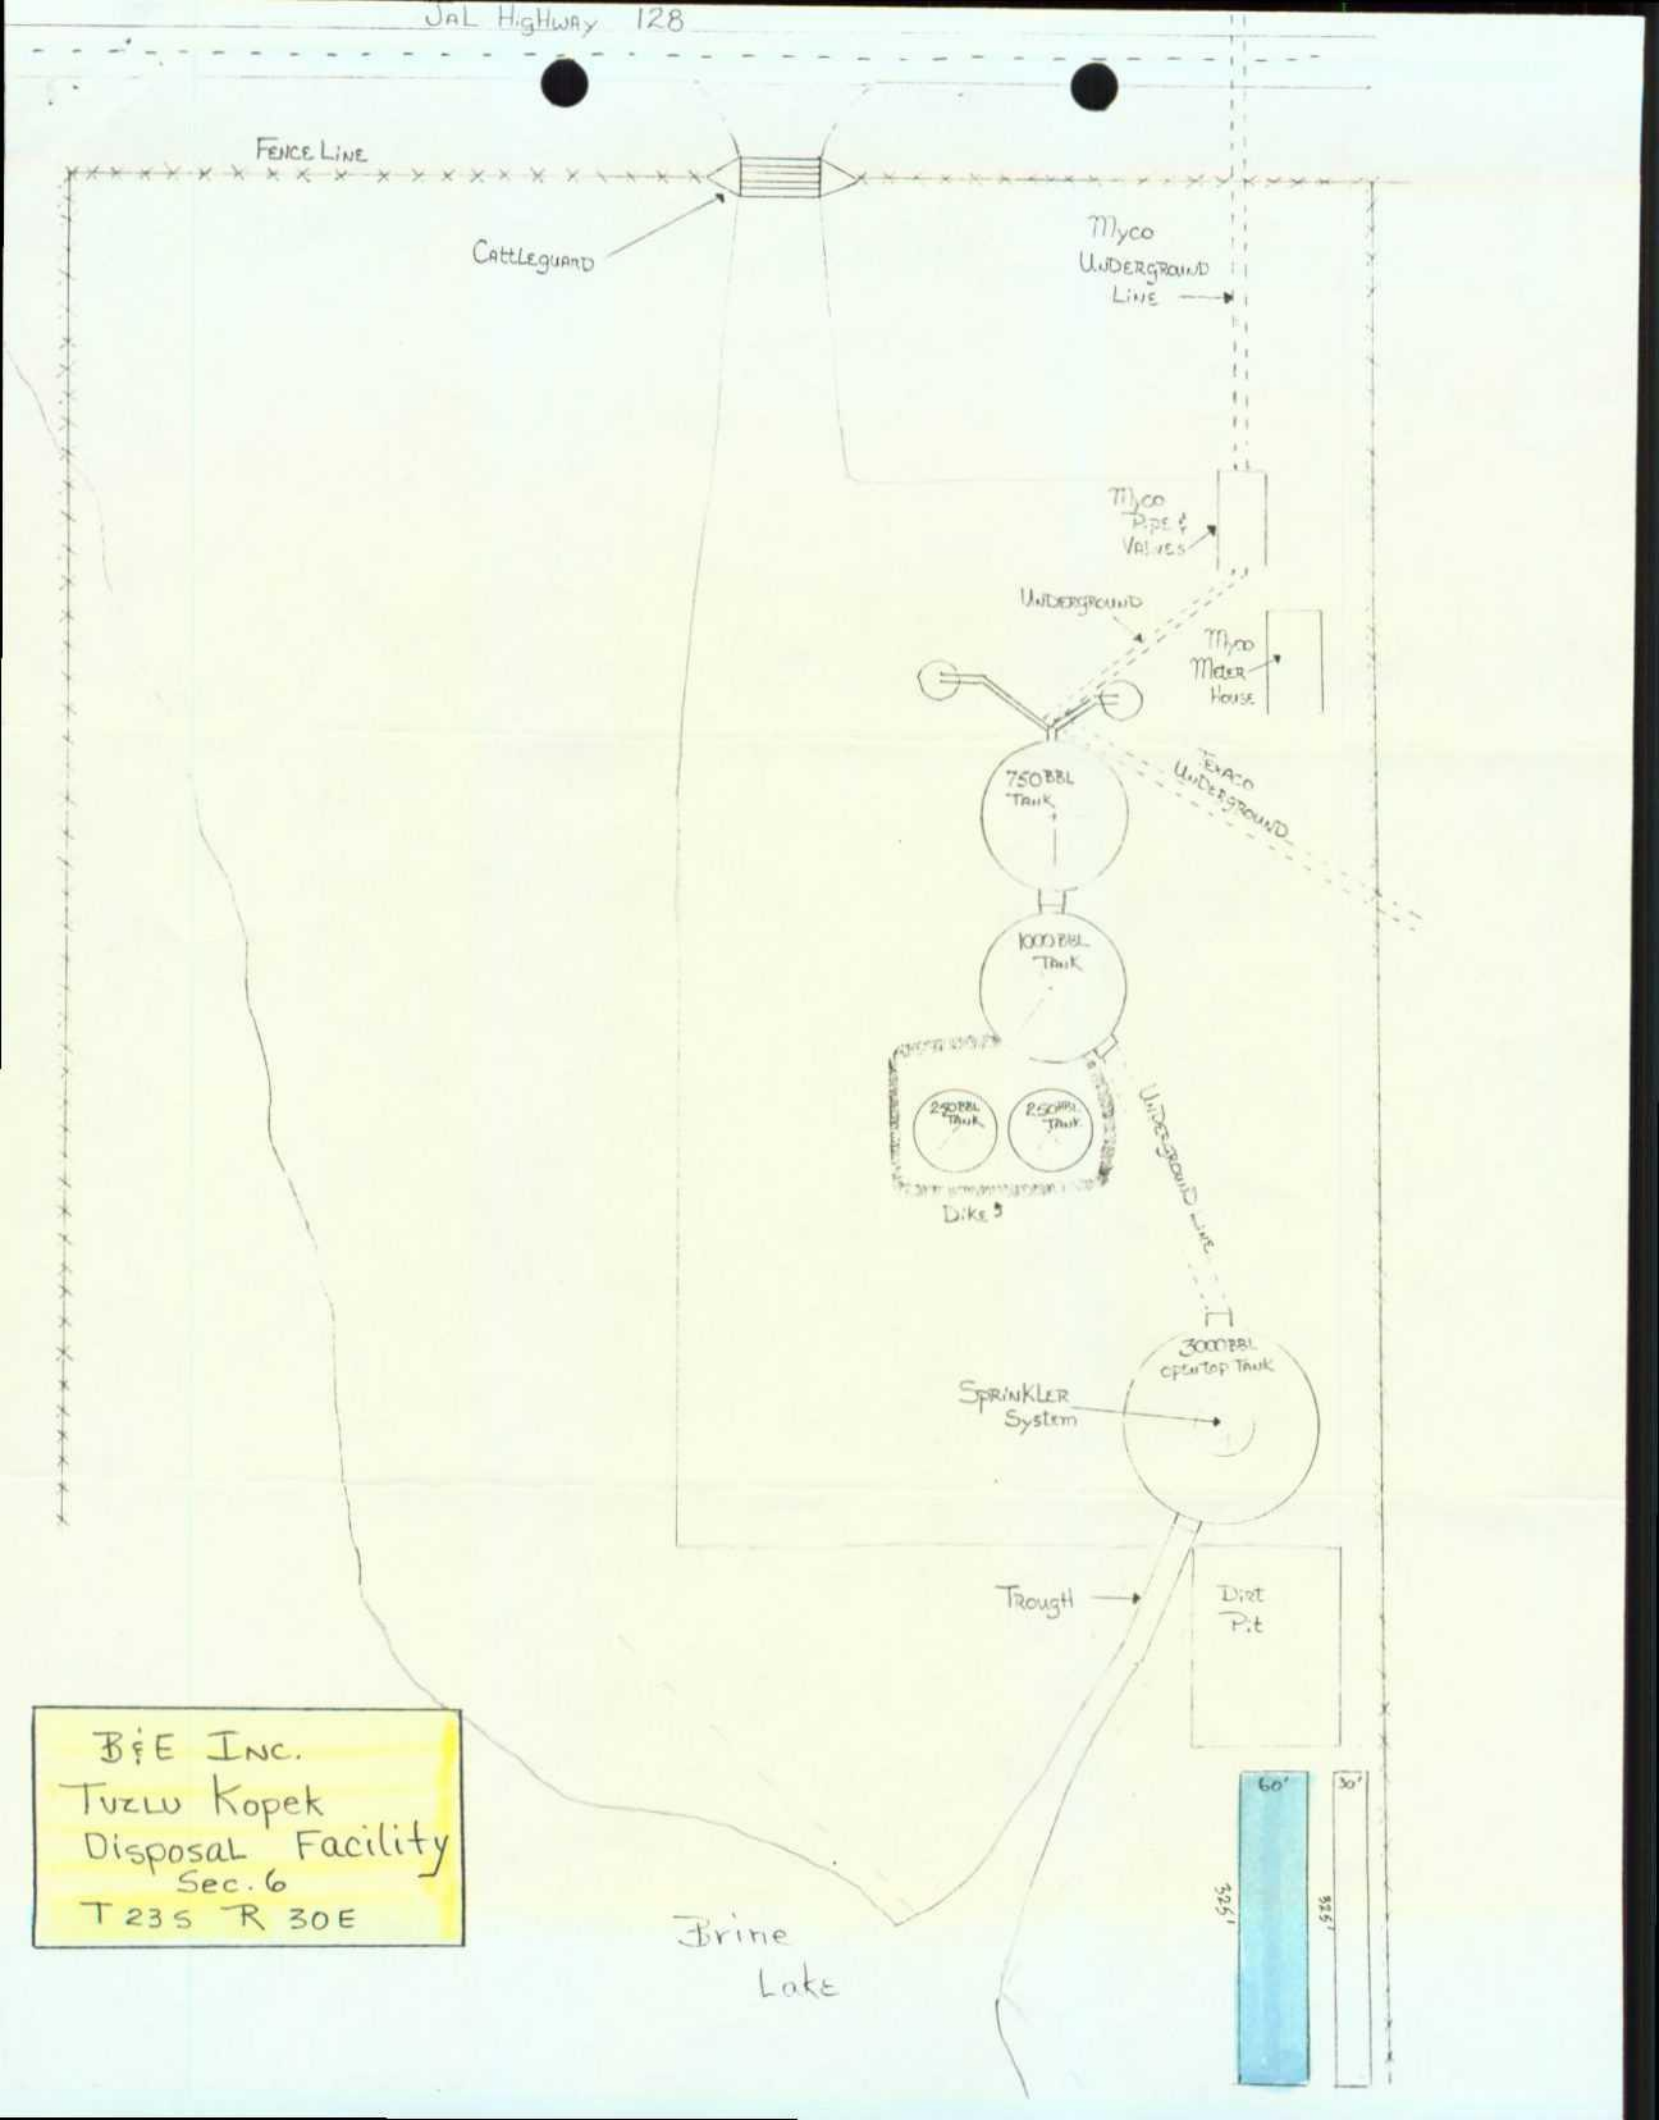 JAL HIGHWAY 128
FENCE LINE
CATTLEGUARD
MYCO
UNDERGROUND
LINE
MYCO
PIPE &
VALVES
UNDERGROUND
MYCO
METER
HOUSE
TEXACO
UNDERGROUND
750 BBL
TANK
1000 BBL
TANK
250 BBL
TANK
250 BBL
TANK
DIKES
UNDERGROUND LINE
3000 BBL
OPEN TOP TANK
SPRINKLER
SYSTEM
TROUGH
DIRT
PIT
60'
30'
325'
325'
B&E INC.
TUZLU KOPEK
DISPOSAL FACILITY
SEC. 6
T 23 S R 30 E
Brine
Lake